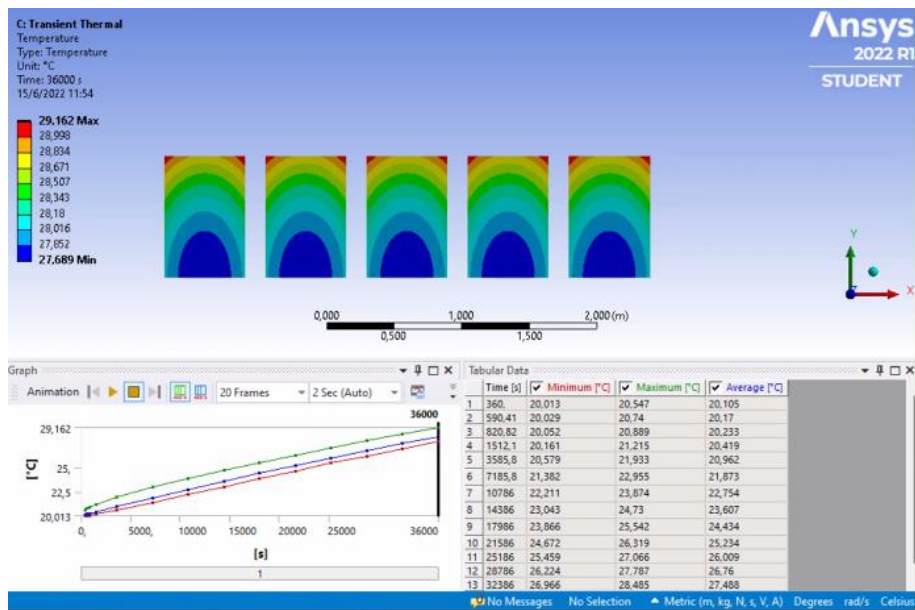 C: Transient Thermal
Temperature
Type: Temperature
Unit: °C
Time: 36000 s
15/6/2022 11:54
29,162 Max
28,998
28,834
28,671
28,507
28,343
28,18
28,016
27,852
27,689 Min
Ansys
2022 R1
STUDENT
Y
X
0,000 1,000 2,000 (m)
0,500 1,500
Graph
Animation 20 Frames 2 Sec (Auto)
36000
29,162
25,
22,5
20,013
[°C]
0, 5000, 10000 15000 20000 25000 36000
[s]
1
Tabular Data
Time [s] Minimum [°C] Maximum [°C] Average [°C]
1 360, 20,013 20,547 20,105
2 590,41 20,029 20,74 20,17
3 820,82 20,052 20,889 20,233
4 1512,1 20,161 21,215 20,419
5 3585,8 20,579 21,933 20,962
6 7185,8 21,382 22,955 21,873
7 10786 22,211 23,874 22,754
8 14386 23,043 24,73 23,607
9 17986 23,866 25,542 24,434
10 21586 24,672 26,319 25,234
11 25186 25,459 27,066 26,009
12 28786 26,224 27,787 26,76
13 32386 26,966 28,485 27,488
No Messages No Selection Metric (m, kg, N, s, V, A) Degrees rad/s Celsius